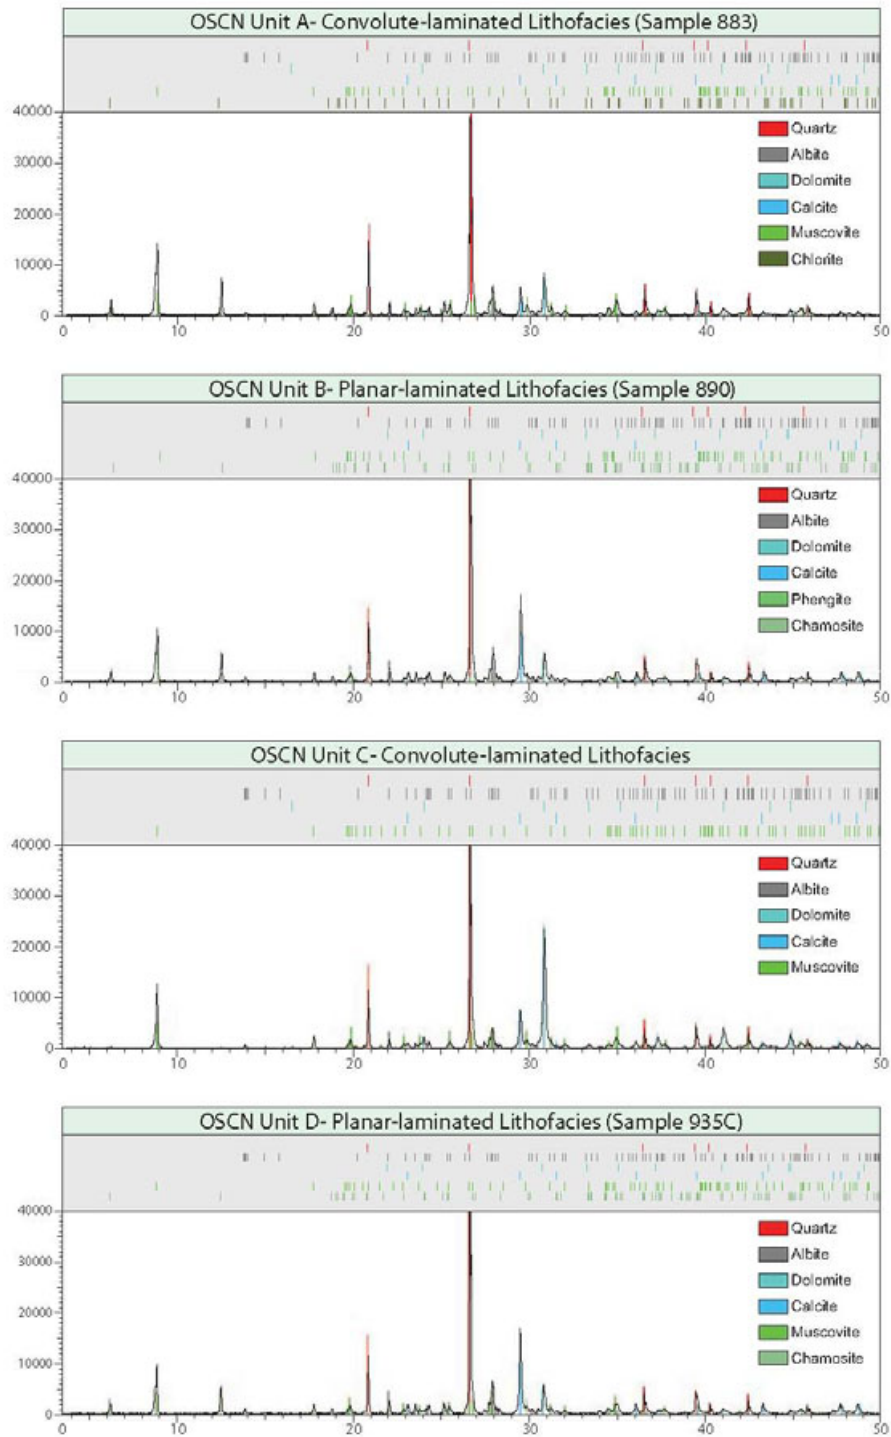 OSCN Unit A- Convolute-laminated Lithofacies (Sample 883)
40000
30000
20000
10000
0
0 10 20 30 40 50
Quartz
Albite
Dolomite
Calcite
Muscovite
Chlorite
OSCN Unit B- Planar-laminated Lithofacies (Sample 890)
40000
30000
20000
10000
0
0 10 20 30 40 50
Quartz
Albite
Dolomite
Calcite
Phengite
Chamosite
OSCN Unit C- Convolute-laminated Lithofacies
40000
30000
20000
10000
0
0 10 20 30 40 50
Quartz
Albite
Dolomite
Calcite
Muscovite
OSCN Unit D- Planar-laminated Lithofacies (Sample 935C)
40000
30000
20000
10000
0
0 10 20 30 40 50
Quartz
Albite
Dolomite
Calcite
Muscovite
Chamosite